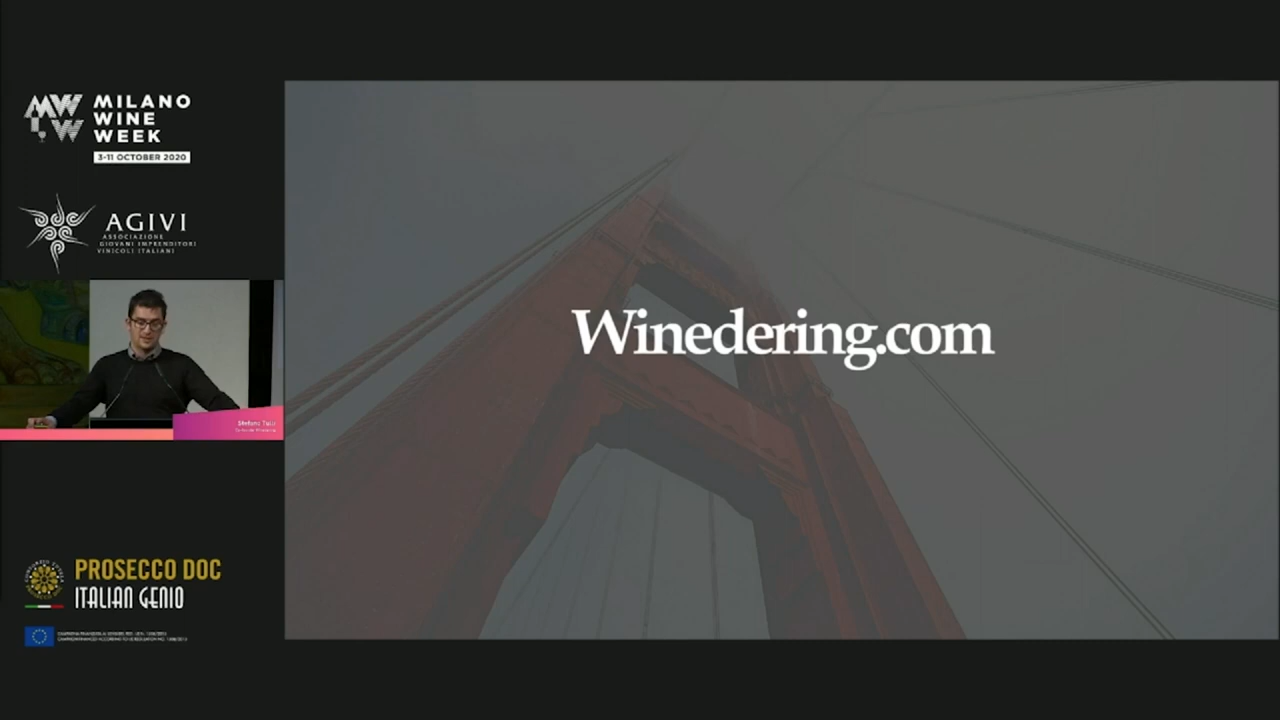 MILANO
WINE
WEEK
3-11 OCTOBER 2020
AGIVI
ASSOCIAZIONE
GIOVANI IMPRENDITORI
VINICOLI ITALIANI
Stefano
Winedering.com
PROSECCO DOC
ITALIAN GENIO